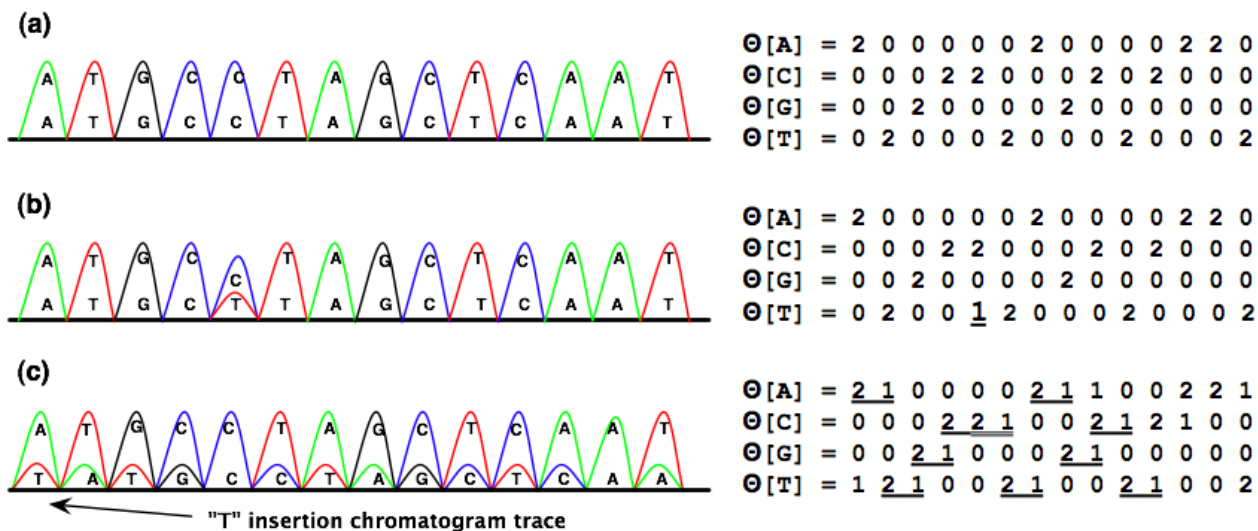 (a)
A T G C C T A G C T C A A T
A T G C C T A G C T C A A T
Θ[A] = 2 0 0 0 0 0 2 0 0 0 0 2 2 0
Θ[C] = 0 0 0 2 2 0 0 0 2 0 2 0 0 0
Θ[G] = 0 0 2 0 0 0 0 2 0 0 0 0 0 0
Θ[T] = 0 2 0 0 0 2 0 0 0 2 0 0 0 2
(b)
A T G C C T A G C T C A A T
A T G C T T A G C T C A A T
Θ[A] = 2 0 0 0 0 0 2 0 0 0 0 2 2 0
Θ[C] = 0 0 0 2 2 0 0 0 2 0 2 0 0 0
Θ[G] = 0 0 2 0 0 0 0 2 0 0 0 0 0 0
Θ[T] = 0 2 0 0 1 2 0 0 0 2 0 0 0 2
(c)
A T G C C T A G C T C A A T
T A T G C C T A G C T C A A
Θ[A] = 2 1 0 0 0 0 2 1 1 0 0 2 2 1
Θ[C] = 0 0 0 2 2 1 0 0 2 1 2 1 0 0
Θ[G] = 0 0 2 1 0 0 0 2 1 0 0 0 0 0
Θ[T] = 1 2 1 0 0 2 1 0 0 2 1 0 0 2
"T" insertion chromatogram trace